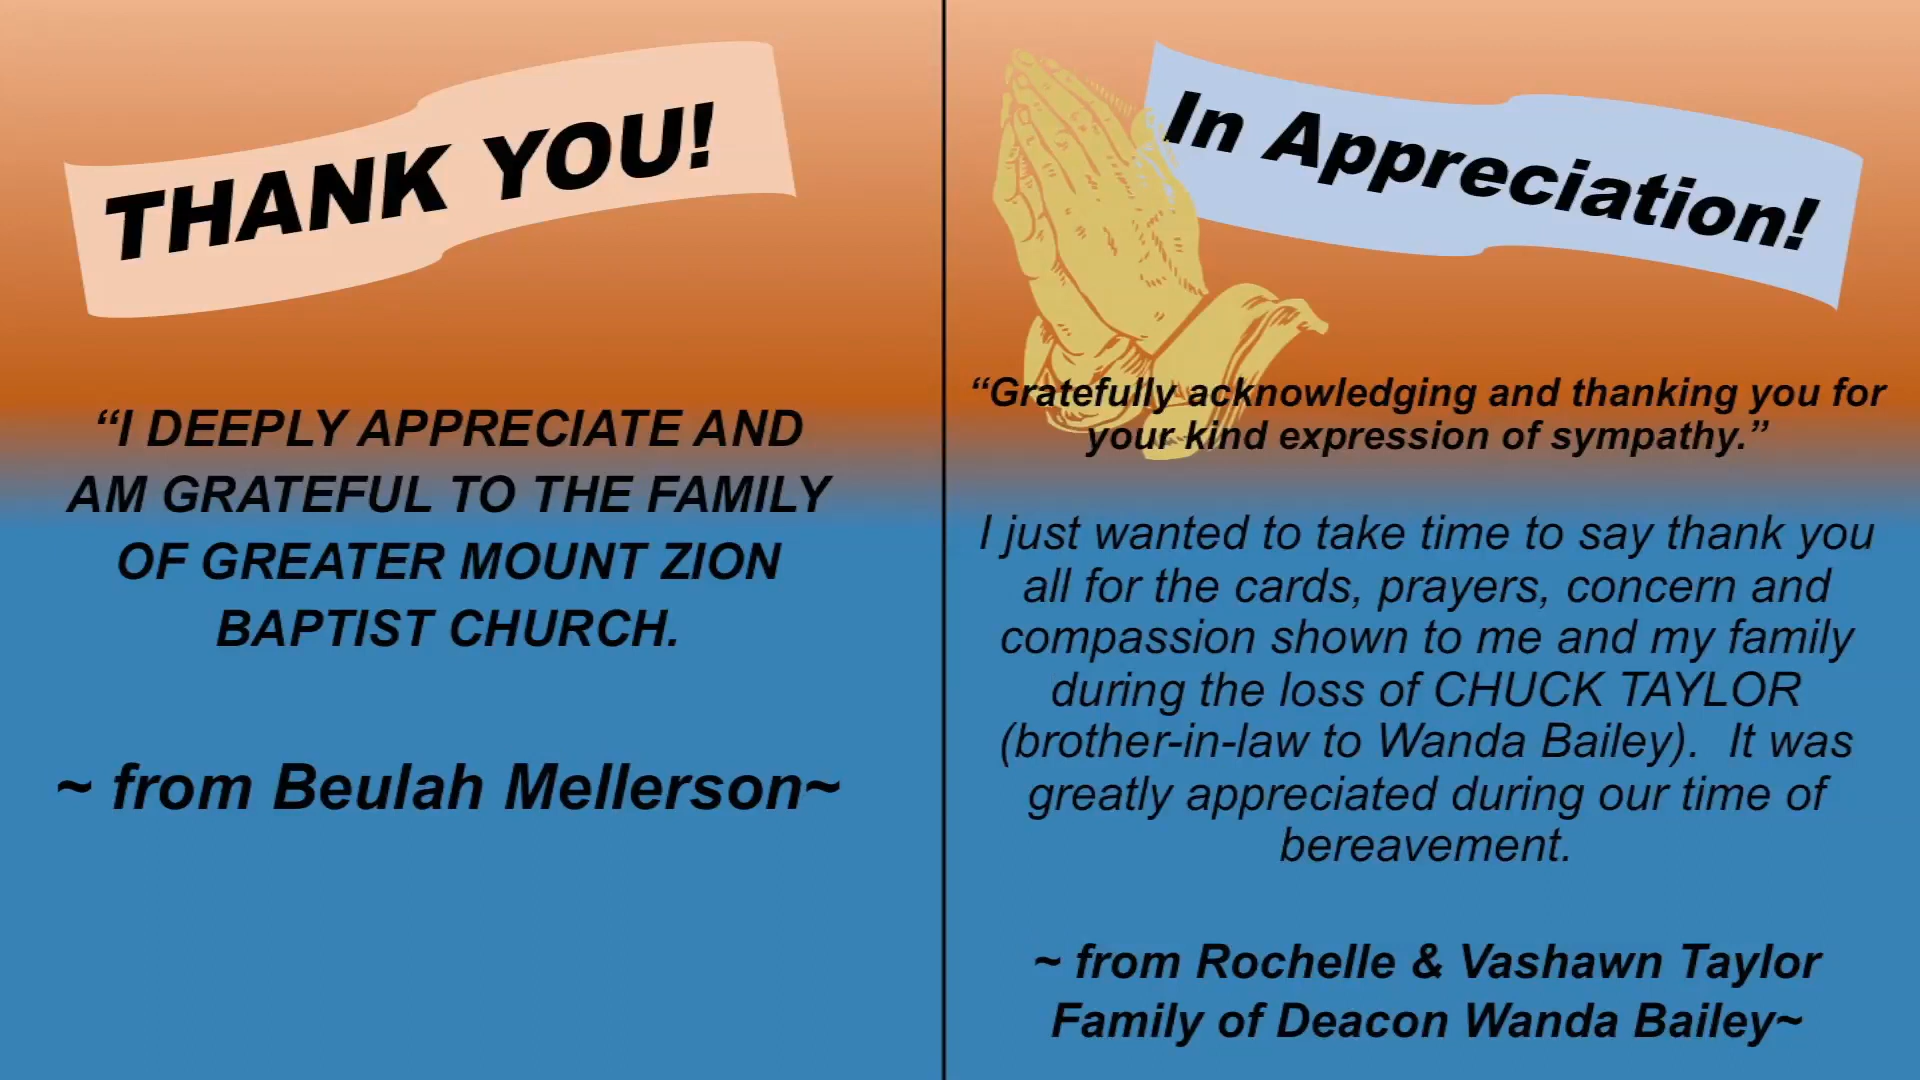 THANK YOU!
“I DEEPLY APPRECIATE AND
AM GRATEFUL TO THE FAMILY
OF GREATER MOUNT ZION
BAPTIST CHURCH.
~ from Beulah Mellerson~
In Appreciation!
“Gratefully acknowledging and thanking you for
your kind expression of sympathy.”
I just wanted to take time to say thank you
all for the cards, prayers, concern and
compassion shown to me and my family
during the loss of CHUCK TAYLOR
(brother-in-law to Wanda Bailey).  It was
greatly appreciated during our time of
bereavement.
~ from Rochelle & Vashawn Taylor
Family of Deacon Wanda Bailey~